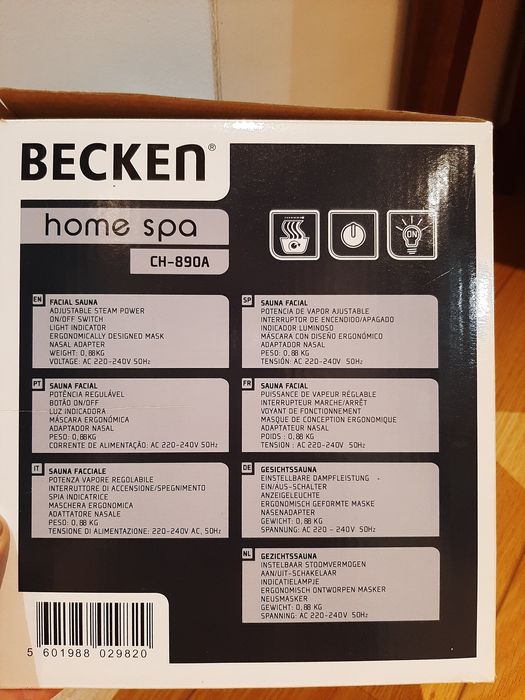 BECKEN®
home spa
CH-890A
ON
EN FACIAL SAUNA
ADJUSTABLE STEAM POWER
ON/OFF SWITCH
LIGHT INDICATOR
ERGONOMICALLY DESIGNED MASK
NASAL ADAPTER
WEIGHT: 0,88 KG
VOLTAGE: AC 220-240V 50Hz
PT SAUNA FACIAL
POTÊNCIA REGULÁVEL
BOTÃO ON/OFF
LUZ INDICADORA
MÁSCARA ERGONÓMICA
ADAPTADOR NASAL
PESO: 0,88KG
CORRENTE DE ALIMENTAÇÃO: AC 220-240V 50Hz
IT SAUNA FACCIALE
POTENZA VAPORE REGOLABILE
INTERRUTTORE DI ACCENSIONE/SPEGNIMENTO
SPIA INDICATRICE
MASCHERA ERGONOMICA
ADATTATORE NASALE
PESO: 0,88 KG
TENSIONE DI ALIMENTAZIONE: 220-240V AC, 50Hz
SP SAUNA FACIAL
POTENCIA DE VAPOR AJUSTABLE
INTERRUPTOR DE ENCENDIDO/APAGADO
INDICADOR LUMINOSO
MÁSCARA CON DISEÑO ERGONÓMICO
ADAPTADOR NASAL
PESO: 0,88 KG
TENSIÓN: AC 220-240V 50Hz
FR SAUNA FACIAL
PUISSANCE DE VAPEUR RÉGLABLE
INTERRUPTEUR MARCHE/ARRÊT
VOYANT DE FONCTIONNEMENT
MASQUE DE CONCEPTION ERGONOMIQUE
ADAPTATEUR NASAL
POIDS : 0,88 KG
TENSION : AC 220-240V 50Hz
DE GESICHTSSAUNA
EINSTELLBARE DAMPFLEISTUNG
EIN/AUS-SCHALTER
ANZEIGELEUCHTE
ERGONOMISCH GEFORMTE MASKE
NASENADAPTER
GEWICHT: 0,88 KG
SPANNUNG: AC 220 - 240V 50Hz
NL GEZICHTSSAUNA
INSTELBAAR STOOMVERMOGEN
AAN/UIT-SCHAKELAAR
INDICATIELAMPJE
ERGONOMISCH ONTWORPEN MASKER
NEUSMASKER
GEWICHT: 0,88 KG
SPANNING: AC 220-240V 50Hz
5 601988 029820